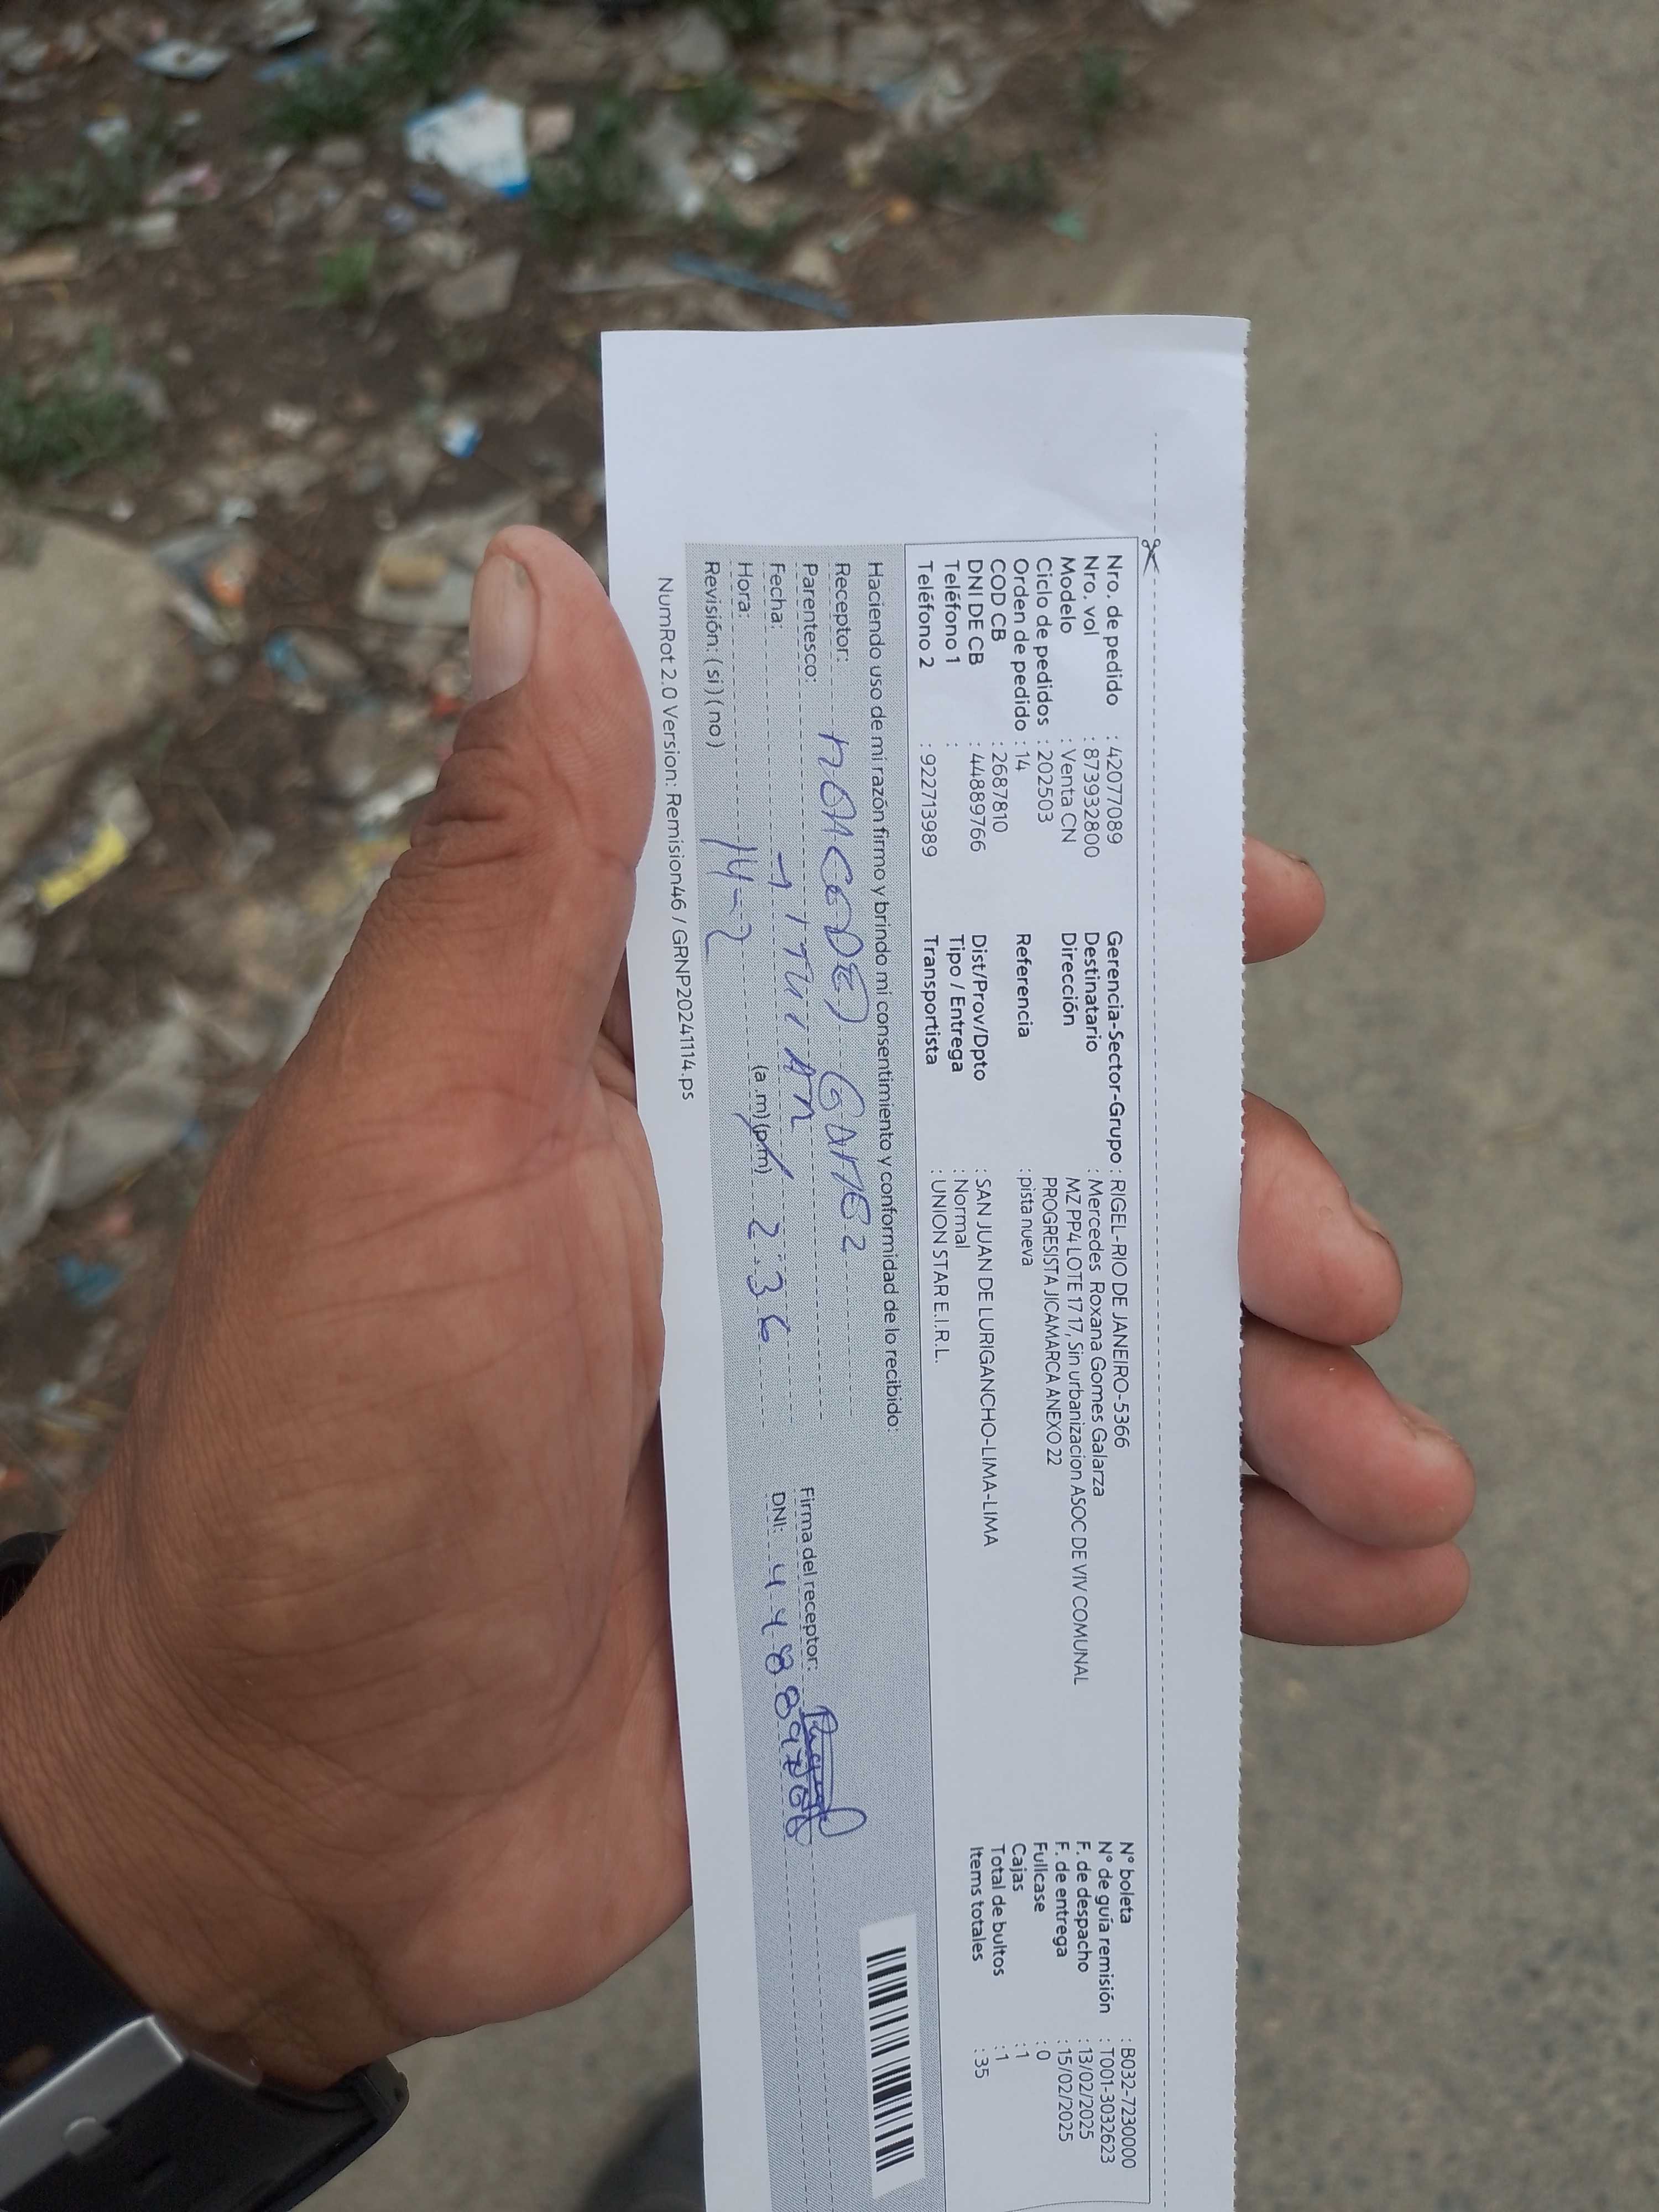 Nro. de pedido : 42077089
Nro. vol : 873932800
Modelo : Venta CN
Ciclo de pedidos : 202503
Orden de pedido : 14
COD CB : 2687810
DNI DE CB : 44889766
Teléfono 1 :
Teléfono 2 : 922713989
Gerencia-Sector-Grupo : RIGEL-RIO DE JANEIRO-5366
Destinatario : Mercedes Roxana Gomes Galarza
Dirección MZ PP4 LOTE 17 17, Sin urbanizacion ASOC DE VIV COMUNAL
PROGRESISTA JICAMARCA ANEXO 22
Referencia : pista nueva
Dist/Prov/Dpto : SAN JUAN DE LURIGANCHO-LIMA-LIMA
Tipo / Entrega : Normal
Transportista : UNION STAR E.I.R.L.
N° boleta : B032-7230000
N° de guía remisión : T001-3032623
F. de despacho : 13/02/2025
F. de entrega : 15/02/2025
Fullcase : 0
Cajas : 1
Total de bultos : 1
Items totales : 35
Haciendo uso de mi razón firmo y brindo mi consentimiento y conformidad de lo recibido:
Receptor:
Parentesco:
Fecha:
Hora: 14-2 (a.m) (p.m) 2:36
Revisión: (si) (no)
Firma del receptor:
DNI: 44889766
NumRot 2.0 Version: Remision46 / GRNP20241114.ps